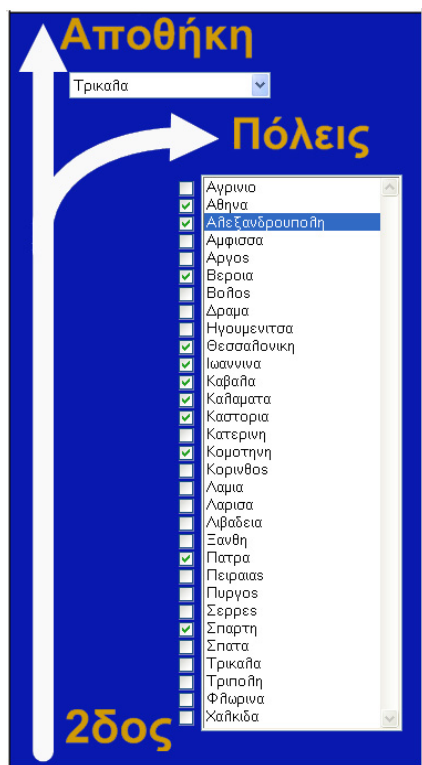 Αποθήκη
Τρικαλα
Πόλεις
Αγρινιο
Αθηνα
Αλεξανδρουπολη
Αμφισσα
Αργος
Βεροια
Βολος
Δραμα
Ηγουμενιτσα
Θεσσαλονικη
Ιωαννινα
Καβαλα
Καλαματα
Καστορια
Κατερινη
Κομοτηνη
Κορινθος
Λαμια
Λαρισα
Λιβαδεια
Ξανθη
Πατρα
Πειραιας
Πυργος
Σερρες
Σπαρτη
Σπατα
Τρικαλα
Τριπολη
Φλωρινα
Χαλκιδα
2δος